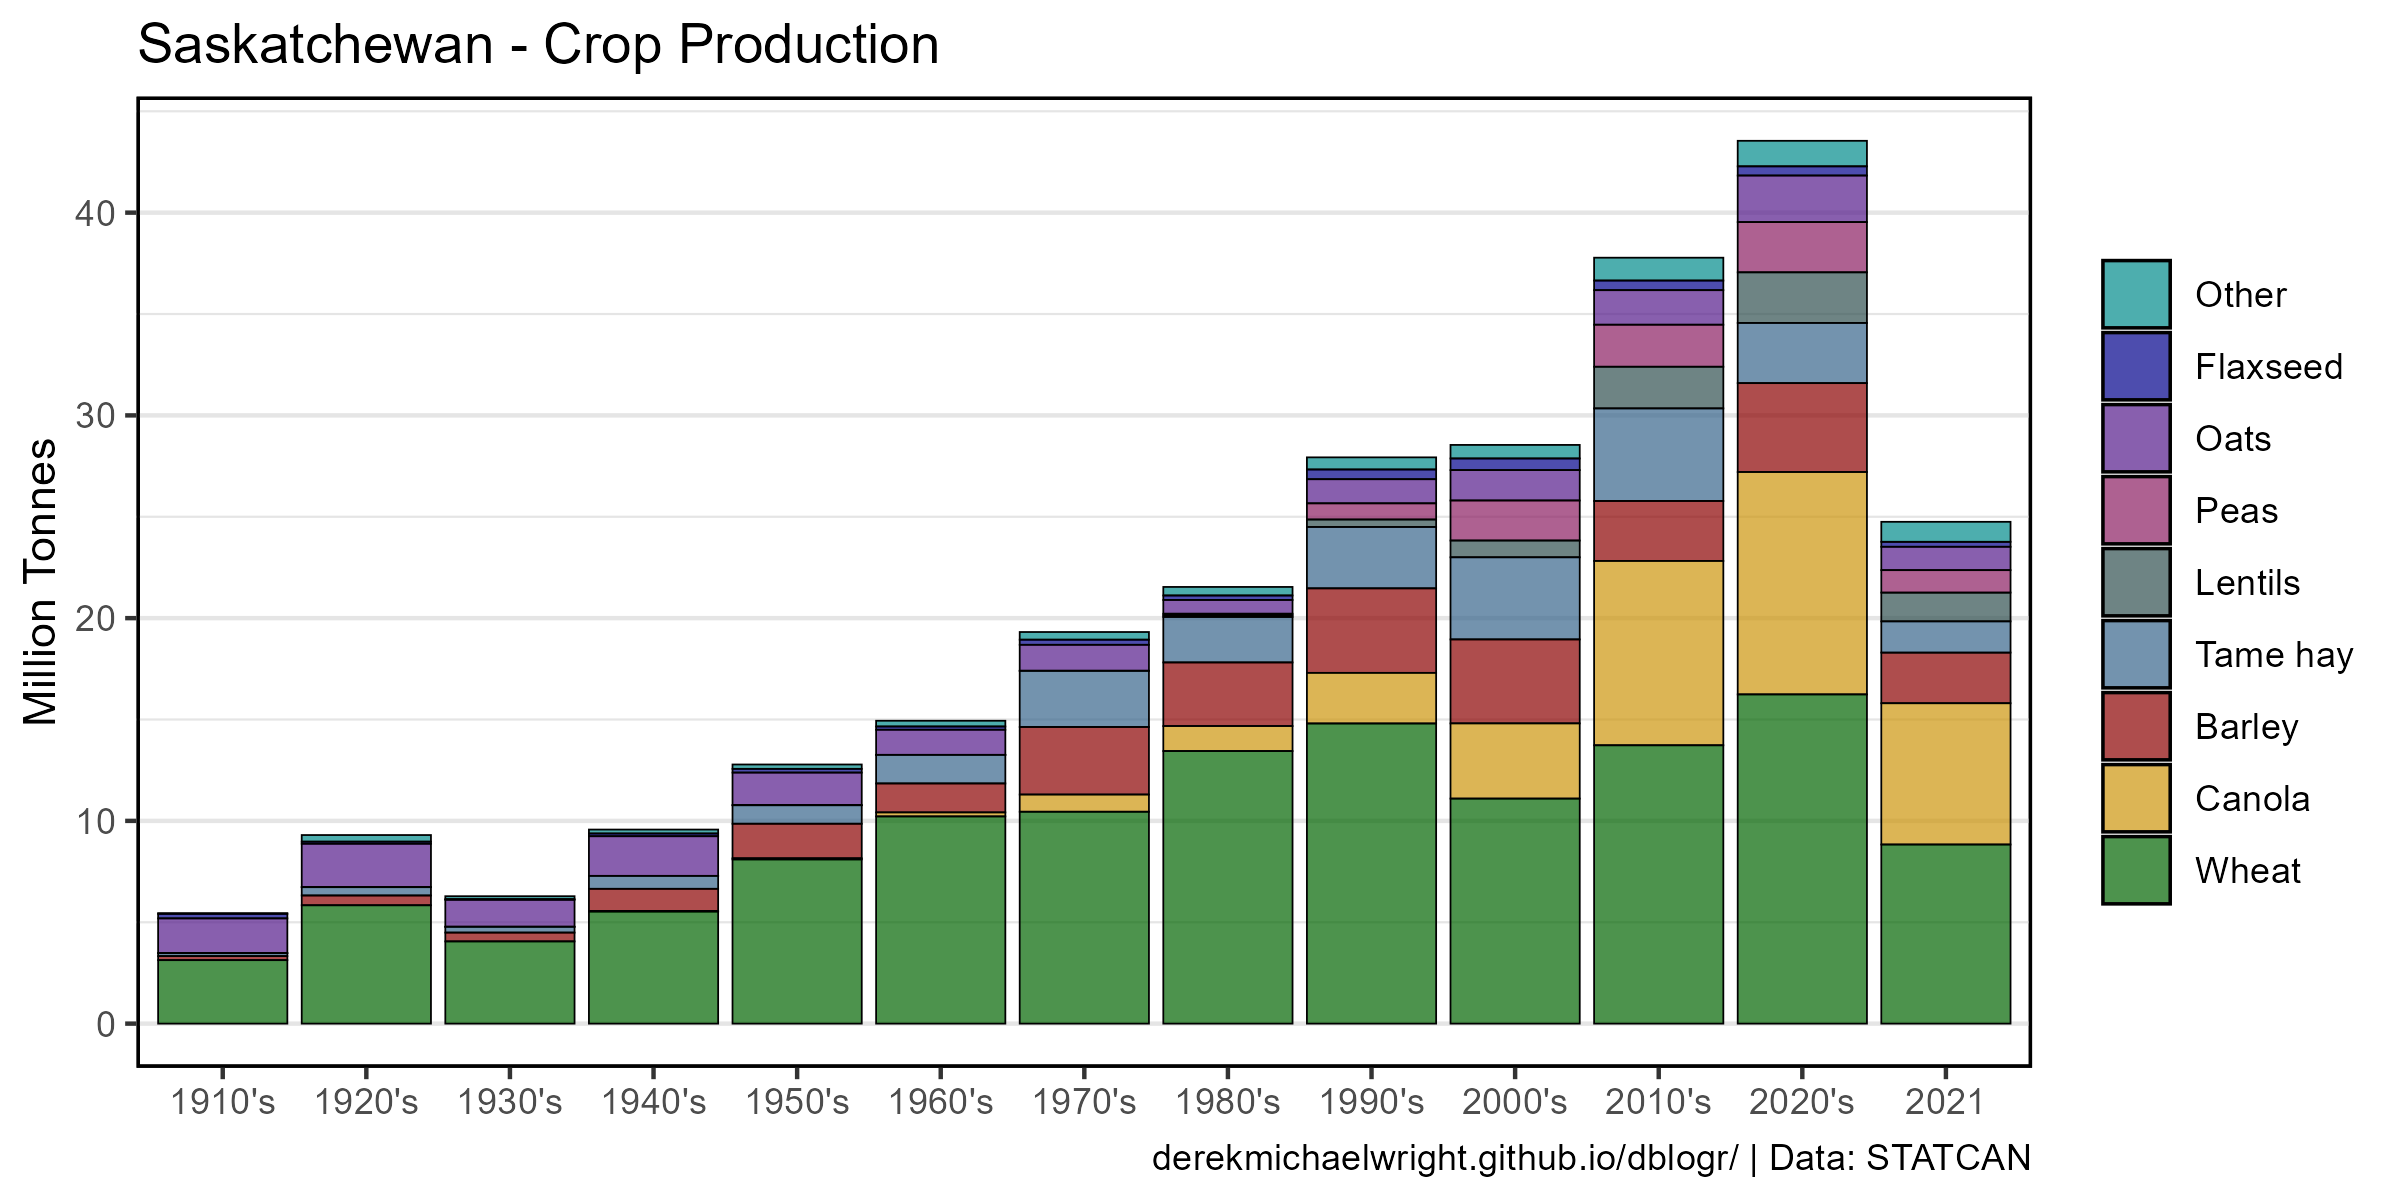 Saskatchewan - Crop Production
Million Tonnes
40
30
20
10
0
1910's 1920's 1930's 1940's 1950's 1960's 1970's 1980's 1990's 2000's 2010's 2020's 2021
Other
Flaxseed
Oats
Peas
Lentils
Tame hay
Barley
Canola
Wheat
derekmichaelwright.github.io/dblogr/ | Data: STATCAN